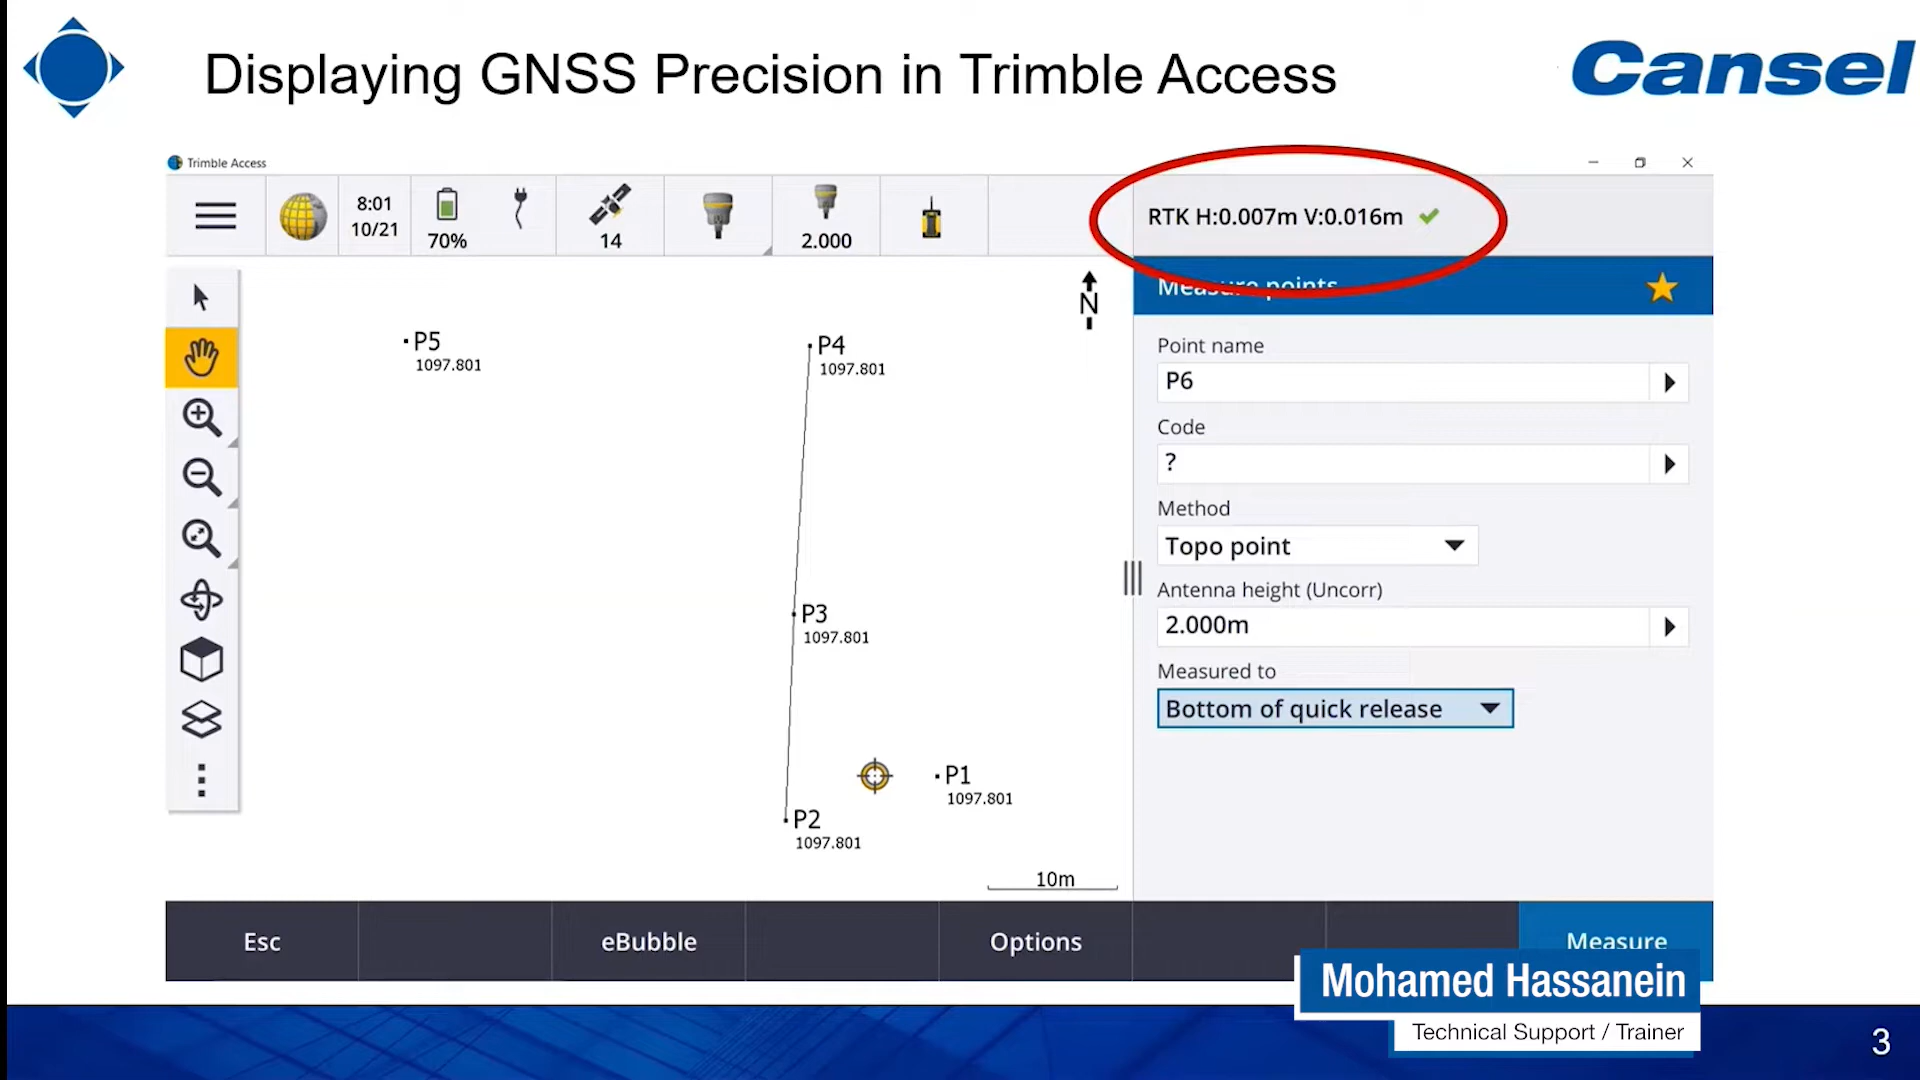 Displaying GNSS Precision in Trimble Access
Cansel
Trimble Access
8:01
10/21
70%
14
2.000
RTK H:0.007m V:0.016m
Measure points
N
P5
1097.801
P4
1097.801
P3
1097.801
P1
1097.801
P2
1097.801
10m
Point name
P6
Code
?
Method
Topo point
Antenna height (Uncorr)
2.000m
Measured to
Bottom of quick release
Esc
eBubble
Options
Measure
Mohamed Hassanein
Technical Support / Trainer
3